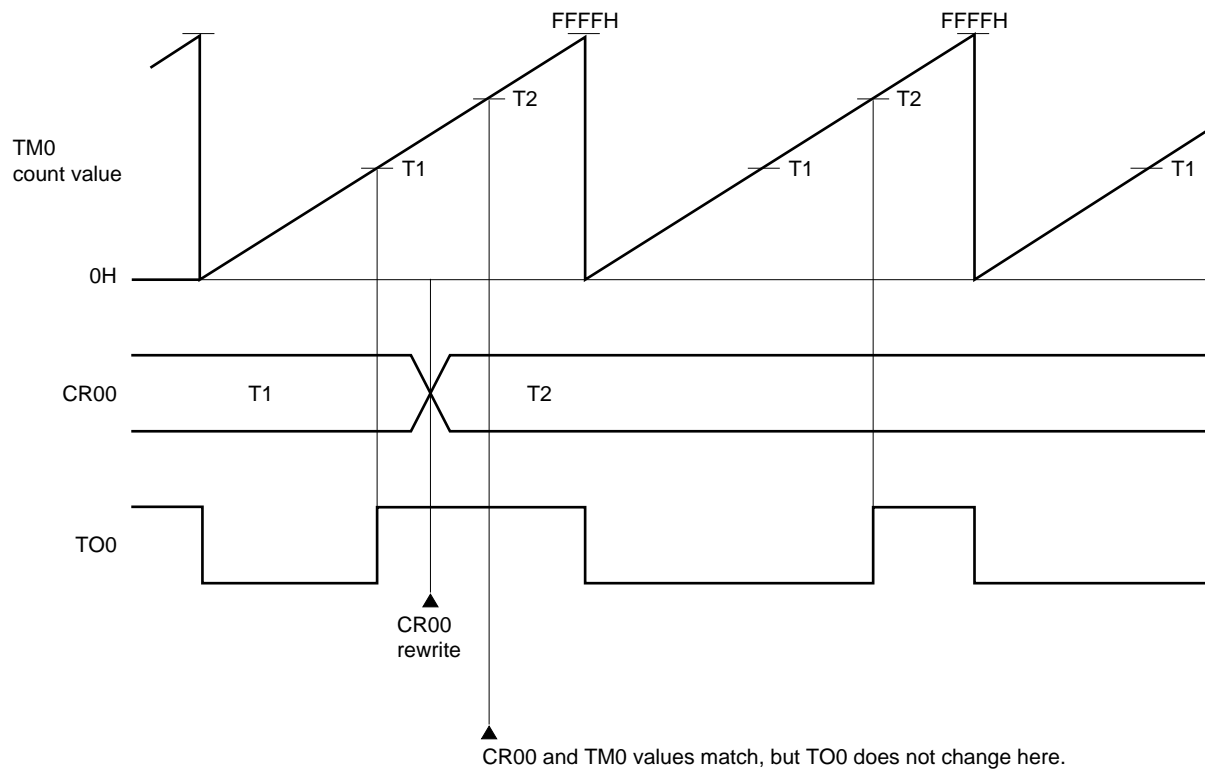 FFFFH
FFFFH
T2
T2
TM0
count value
T1
T1
T1
0H
CR00
T1
T2
TO0
CR00
rewrite
CR00 and TM0 values match, but TO0 does not change here.